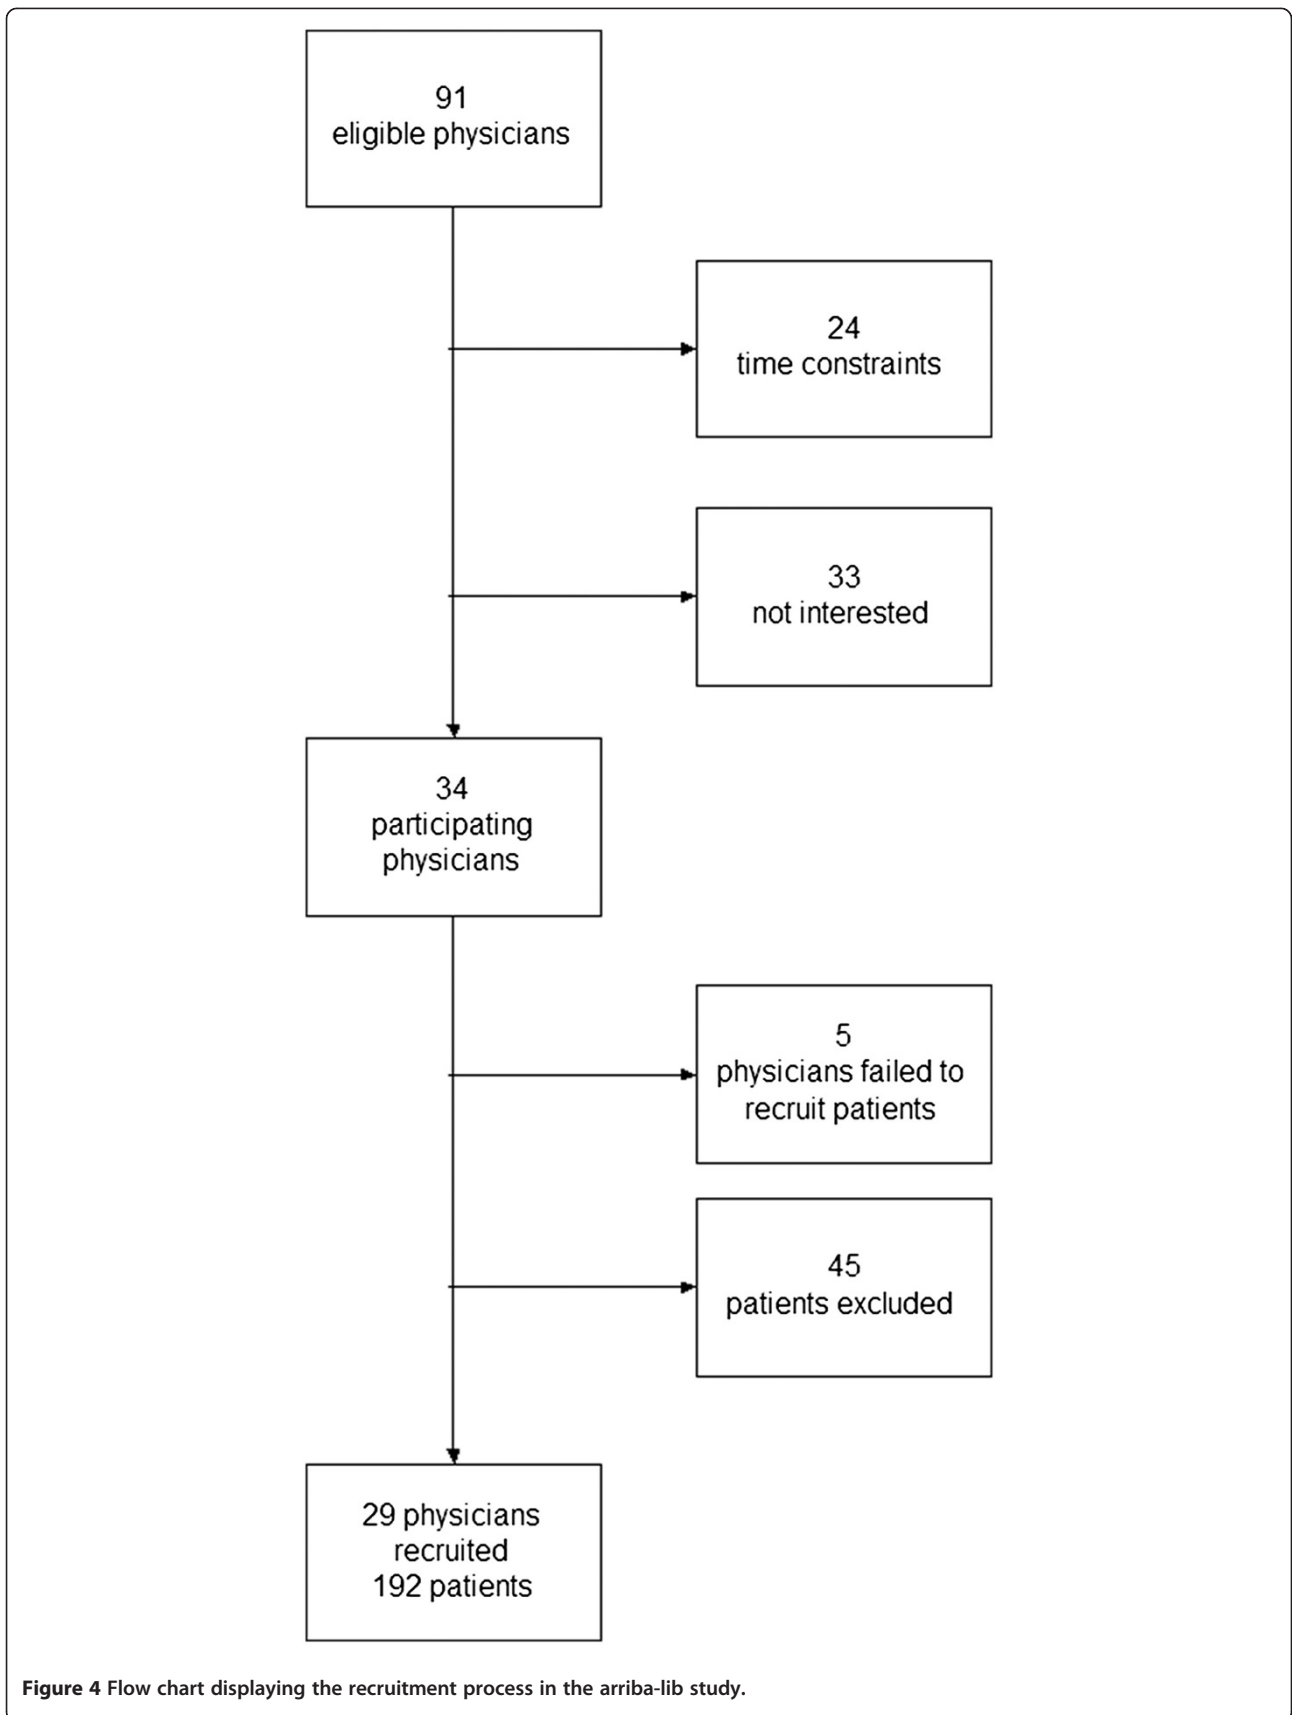 91
eligible physicians
24
time constraints
33
not interested
34
participating
physicians
5
physicians failed to
recruit patients
45
patients excluded
29 physicians
recruited
192 patients
Figure 4 Flow chart displaying the recruitment process in the arriba-lib study.